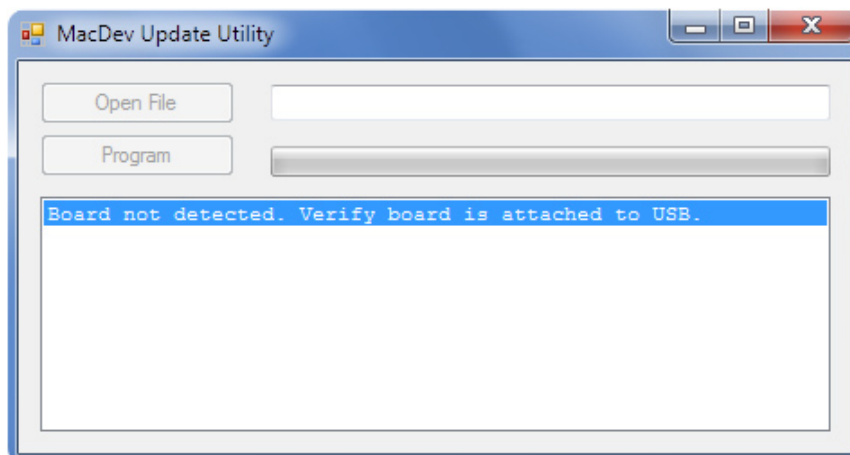 MacDev Update Utility
Open File
Program
Board not detected. Verify board is attached to USB.